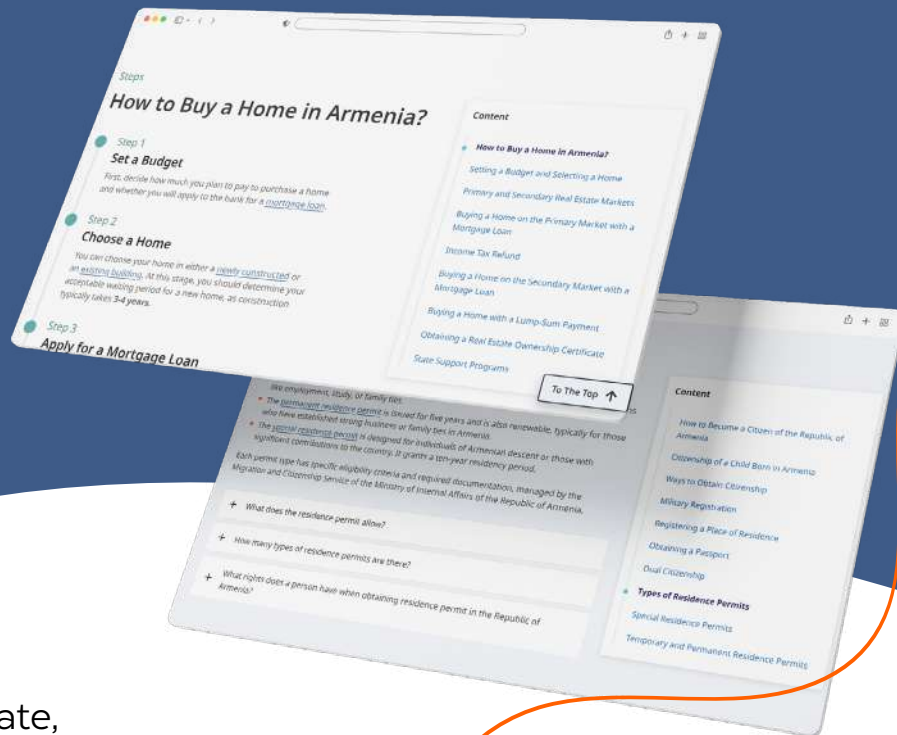 Steps
How to Buy a Home in Armenia?
Step 1
Set a Budget
First, decide how much you plan to pay to purchase a home
and whether you will apply to the bank for a mortgage loan.
Step 2
Choose a Home
You can choose your home in either a newly constructed or
an existing building. At this stage, you should determine your
acceptable waiting period for a new home, as construction
typically takes 3-4 years.
Step 3
Apply for a Mortgage Loan
Content
How to Buy a Home in Armenia?
Setting a Budget and Selecting a Home
Primary and Secondary Real Estate Markets
Buying a Home on the Primary Market with a
Mortgage Loan
Income Tax Refund
Buying a Home on the Secondary Market with a
Mortgage Loan
Buying a Home with a Lump-Sum Payment
Obtaining a Real Estate Ownership Certificate
State Support Programs
To The Top
like employment, study, or family ties.
The permanent residence permit is issued for five years and is also renewable, typically for those
who have established strong business or family ties in Armenia.
The special residence permit is designed for individuals of Armenian descent or those with
significant contributions to the country. It grants a ten-year residency period.
Each permit type has specific eligibility criteria and required documentation, managed by the
Migration and Citizenship Service of the Ministry of Internal Affairs of the Republic of Armenia.
+ What does the residence permit allow?
+ How many types of residence permits are there?
+ What rights does a person have when obtaining residence permit in the Republic of
Armenia?
Content
How to Become a Citizen of the Republic of
Armenia
Citizenship of a Child Born in Armenia
Ways to Obtain Citizenship
Military Registration
Registering a Place of Residence
Obtaining a Passport
Dual Citizenship
Types of Residence Permits
Special Residence Permits
Temporary and Permanent Residence Permits
ate,